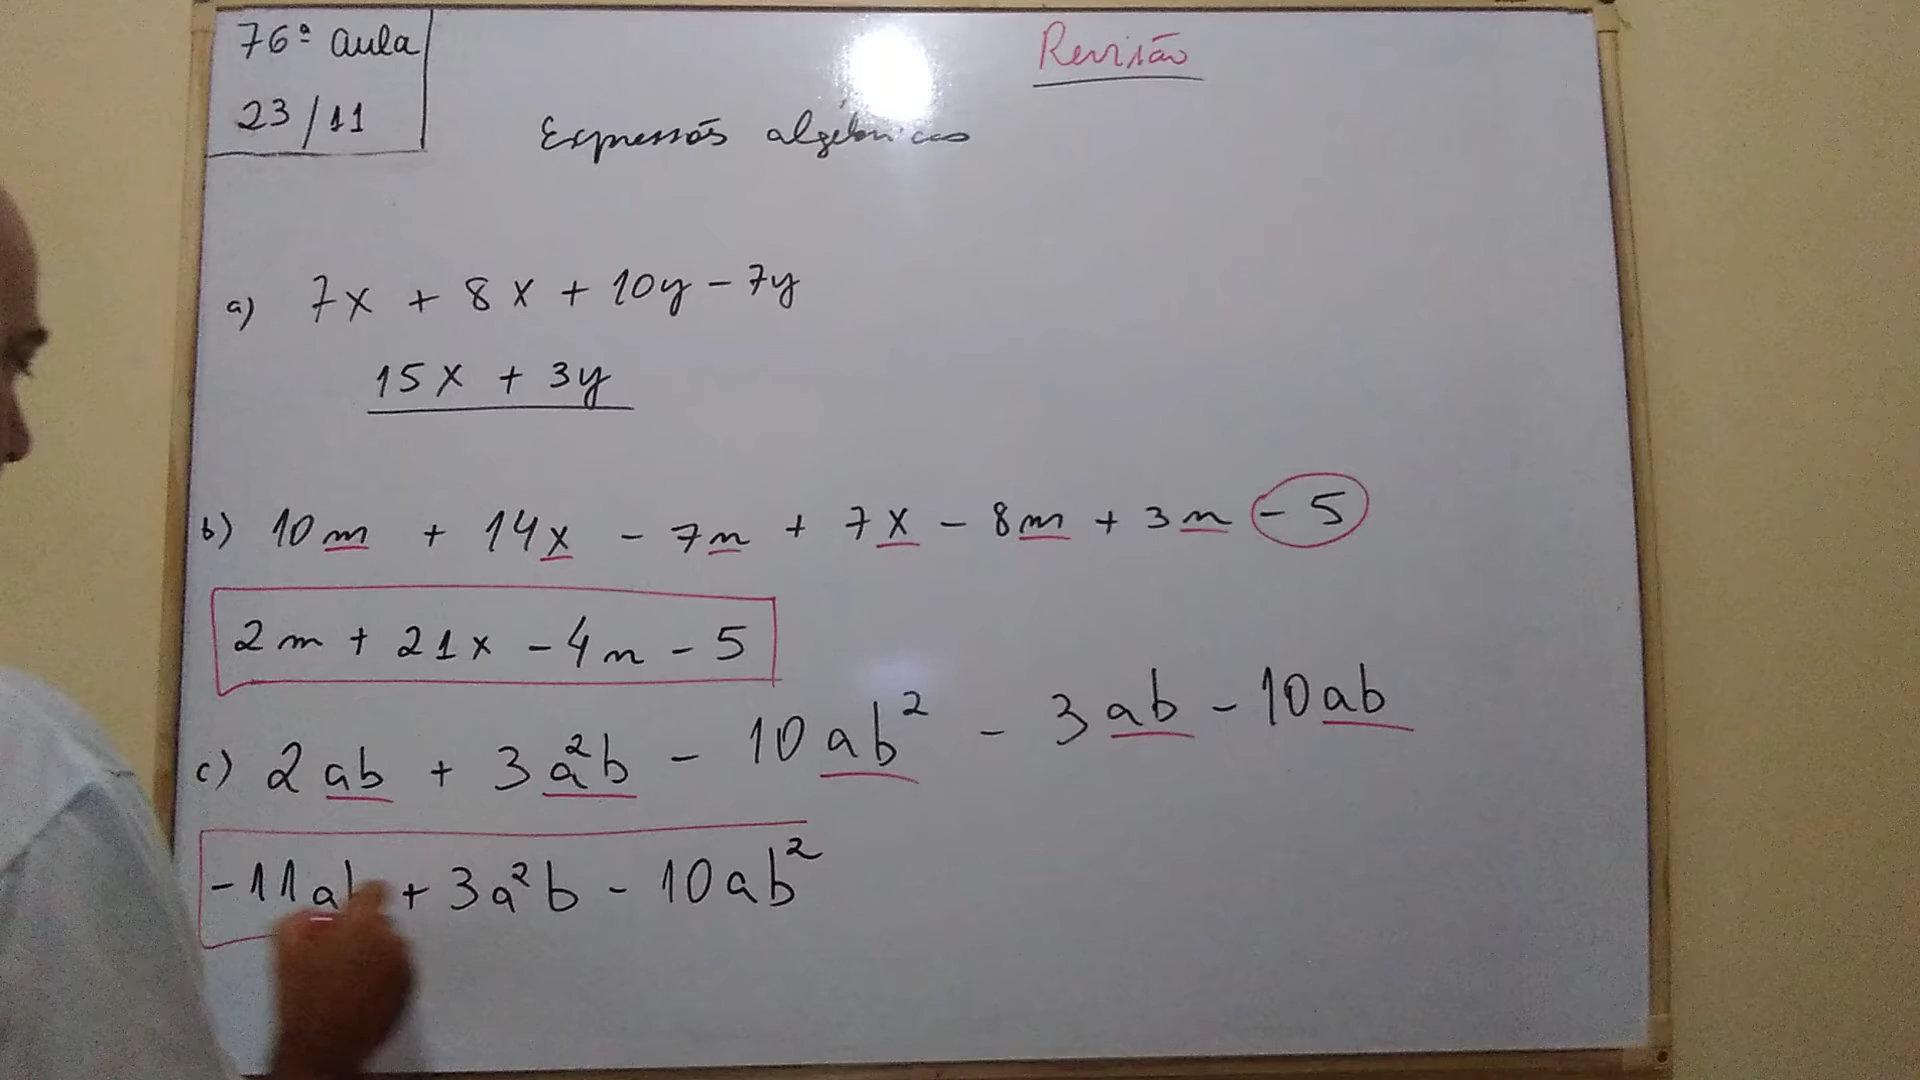 76ª aula
23/11
Revisão
Expressões algébricas
a) 7x + 8x + 10y - 7y
15x + 3y
b) 10m + 14x - 7n + 7x - 8m + 3n - 5
2m + 21x - 4n - 5
c) 2ab + 3a²b - 10ab² - 3ab - 10ab
-11ab + 3a²b - 10ab²